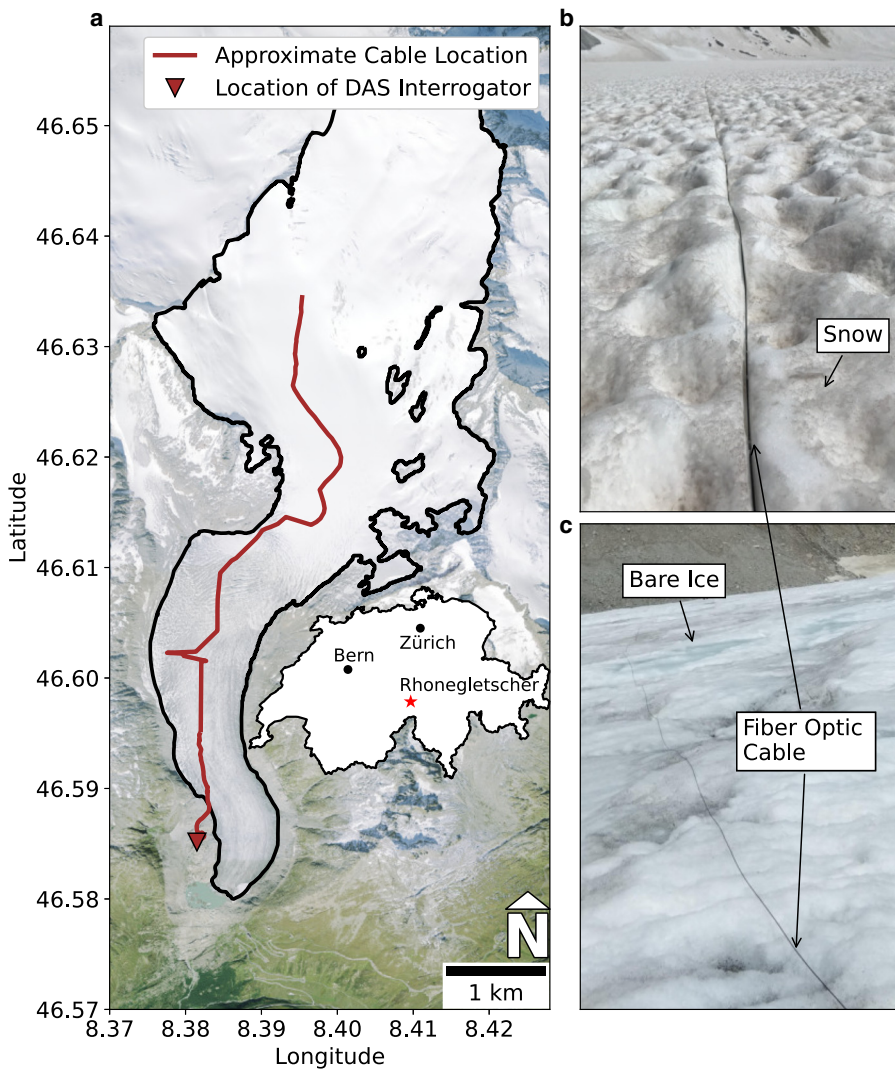 a
Approximate Cable Location
Location of DAS Interrogator
46.65
46.64
46.63
46.62
46.61
46.60
46.59
46.58
46.57
Latitude
8.37
8.38
8.39
8.40
8.41
8.42
Longitude
Zürich
Bern
Rhonegletscher
N
1 km
b
Snow
c
Bare Ice
Fiber Optic
Cable